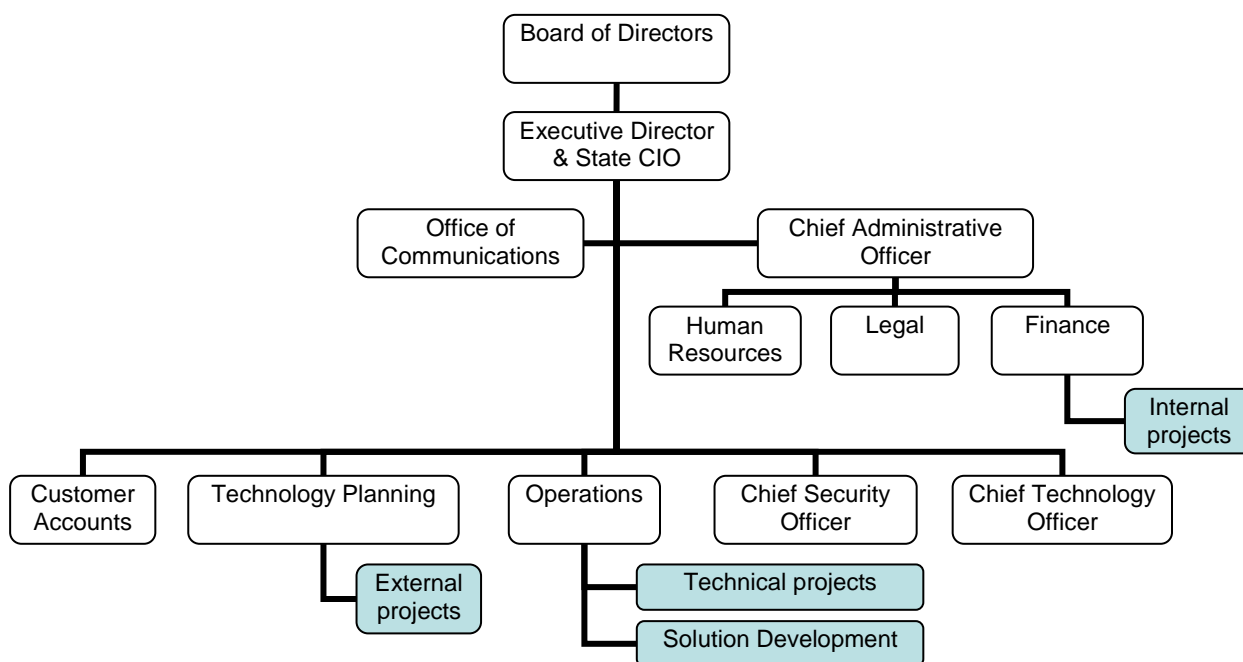 Board of Directors
Executive Director
& State CIO
Office of
Communications
Chief Administrative
Officer
Human
Resources
Legal
Finance
Internal
projects
Customer
Accounts
Technology Planning
Operations
Chief Security
Officer
Chief Technology
Officer
External
projects
Technical projects
Solution Development